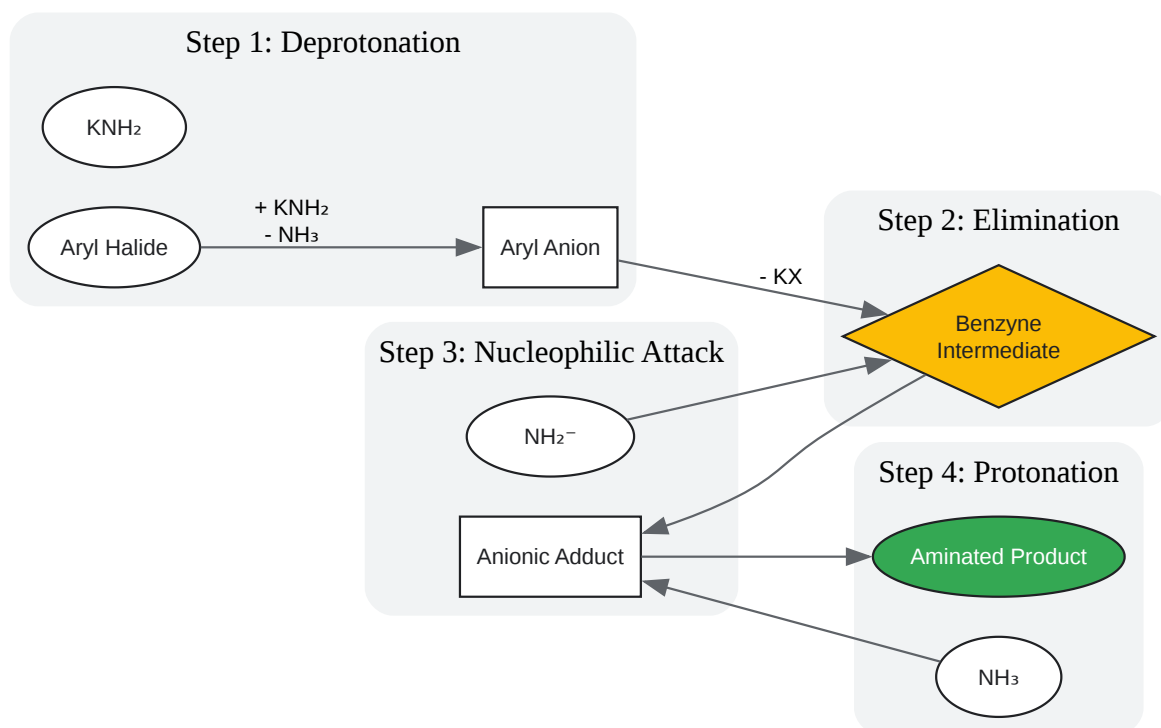 Step 1: Deprotonation
KNH₂
Aryl Halide
+ KNH₂
- NH₃
Aryl Anion
- KX
Step 2: Elimination
Benzyne
Intermediate
Step 3: Nucleophilic Attack
NH₂⁻
Anionic Adduct
Step 4: Protonation
Aminated Product
NH₃